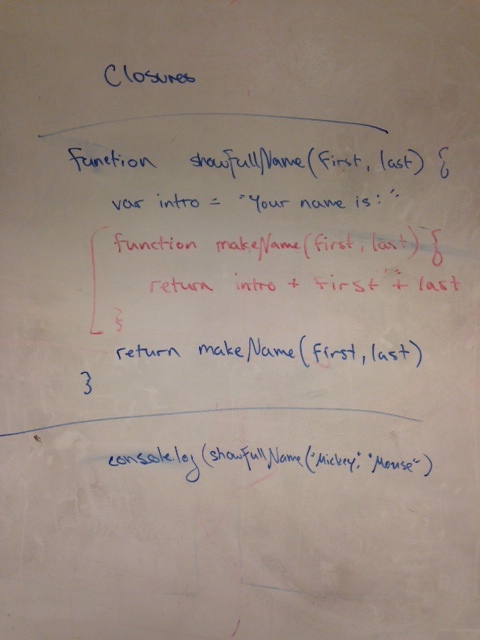 Closures
function showFullName(first, last) {
var intro = "Your name is: "
function makeName(first, last) {
return intro + first " " + last
}
return makeName(first, last)
}
console.log(showFullName("Mickey", "Mouse")